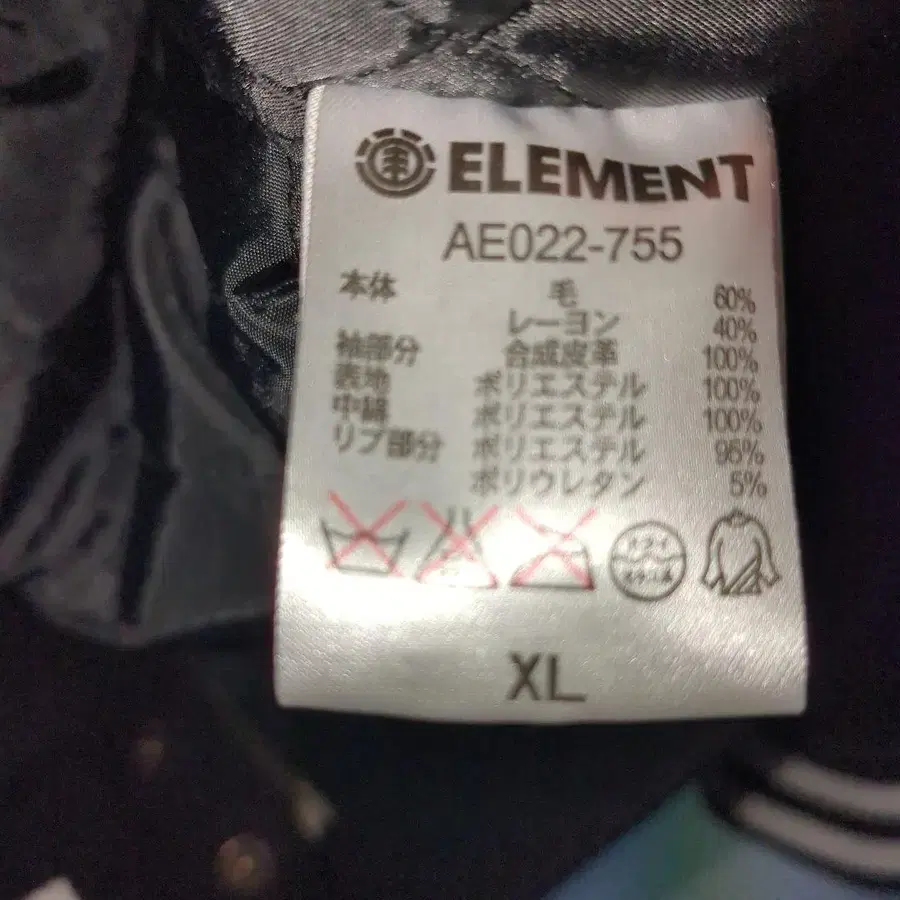 ELEMENT
AE022-755
本体 毛 60%
レーヨン 40%
袖部分 合成皮革 100%
表地 ポリエステル 100%
中綿 ポリエステル 100%
リブ部分 ポリエステル 95%
ポリウレタン 5%
ドライ
XL